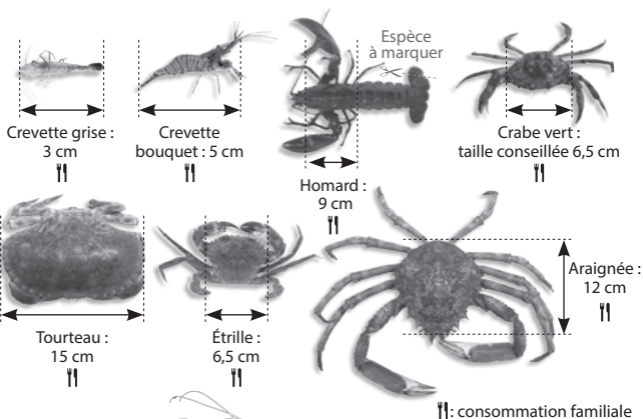 Espèce
à marquer
Crevette grise :
3 cm
Crevette
bouquet : 5 cm
Homard :
9 cm
Crabe vert :
taille conseillée 6,5 cm
Tourteau :
15 cm
Étrille :
6,5 cm
Araignée :
12 cm
: consommation familiale